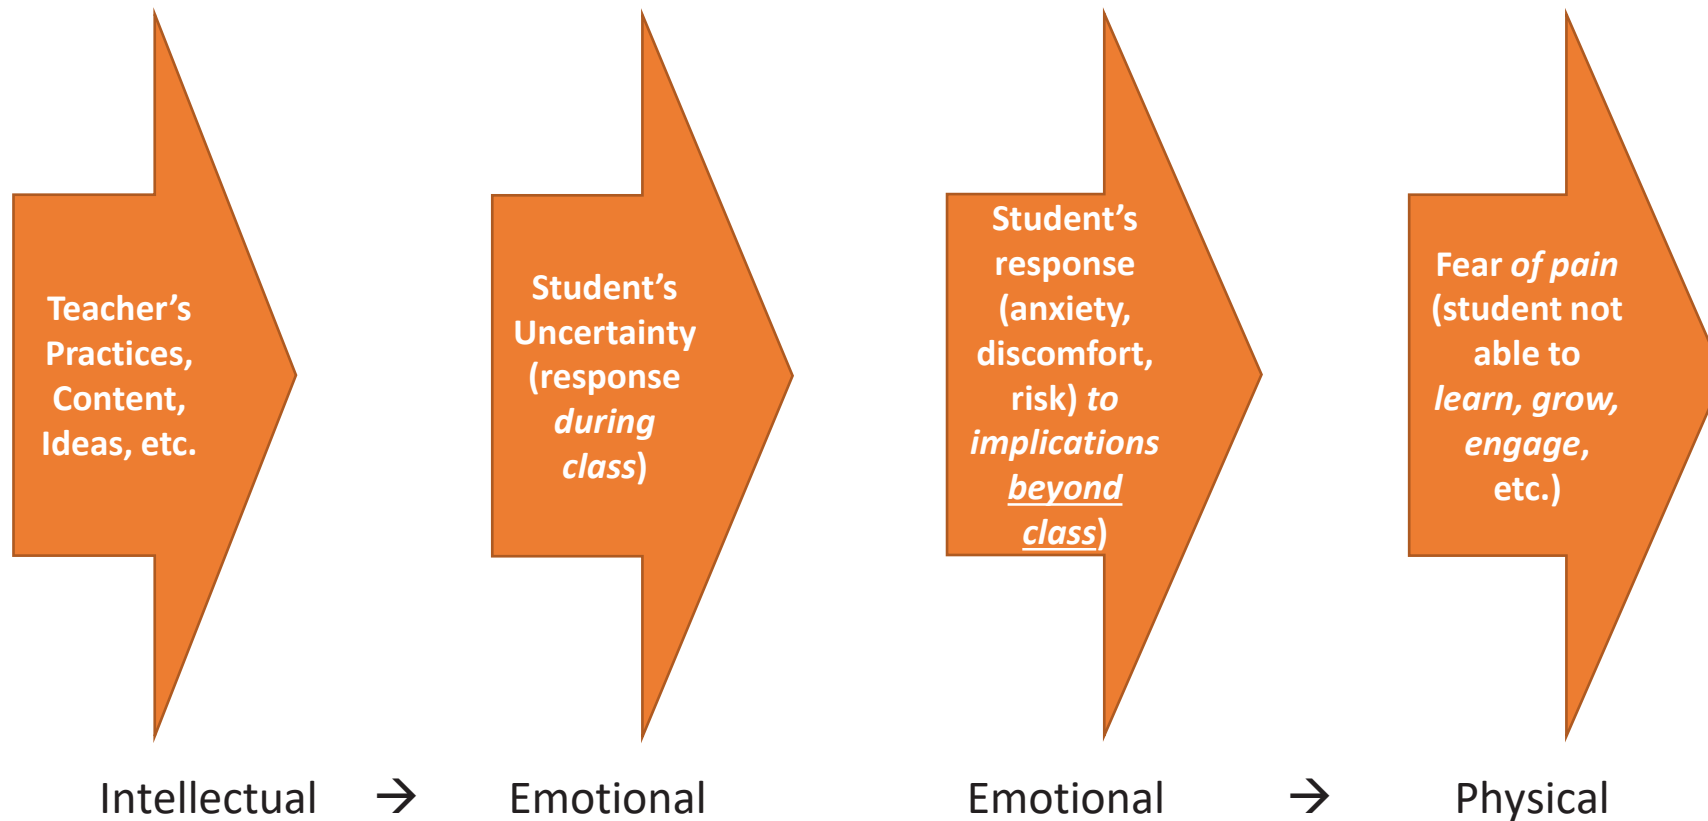 Teacher’s
Practices,
Content,
Ideas, etc.
Student’s
Uncertainty
(response
during
class)
Student’s
response
(anxiety,
discomfort,
risk) to
implications
beyond
class)
Fear of pain
(student not
able to
learn, grow,
engage,
etc.)
Intellectual → Emotional Emotional → Physical